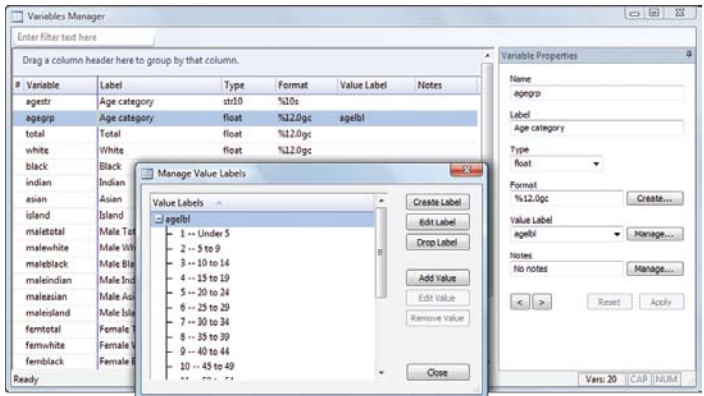 Variables Manager
Enter filter text here
Drag a column header here to group by that column.
# Variable Label Type Format Value Label Notes
agestr Age category str10 %10s
agegrp Age category float %12.0gc agelbl
total Total float %12.0gc
white White float %12.0gc
black Black
indian Indian
asian Asian
island Island
maletotal Male Tot
malewhite Male Wh
maleblack Male Bla
maleindian Male Ind
maleasian Male Asi
maleisland Male Isla
femtotal Female T
femwhite Female W
femblack Female B
Ready
Manage Value Labels
Value Labels
agelbl
1 -- Under 5
2 -- 5 to 9
3 -- 10 to 14
4 -- 15 to 19
5 -- 20 to 24
6 -- 25 to 29
7 -- 30 to 34
8 -- 35 to 39
9 -- 40 to 44
10 -- 45 to 49
Create Label
Edit Label
Drop Label
Add Value
Edit Value
Remove Value
Close
Variable Properties
Name
agegrp
Label
Age category
Type
float
Format
%12.0gc Create...
Value Label
agelbl Manage...
Notes
No notes Manage...
< > Reset Apply
Vars: 20 CAP NUM